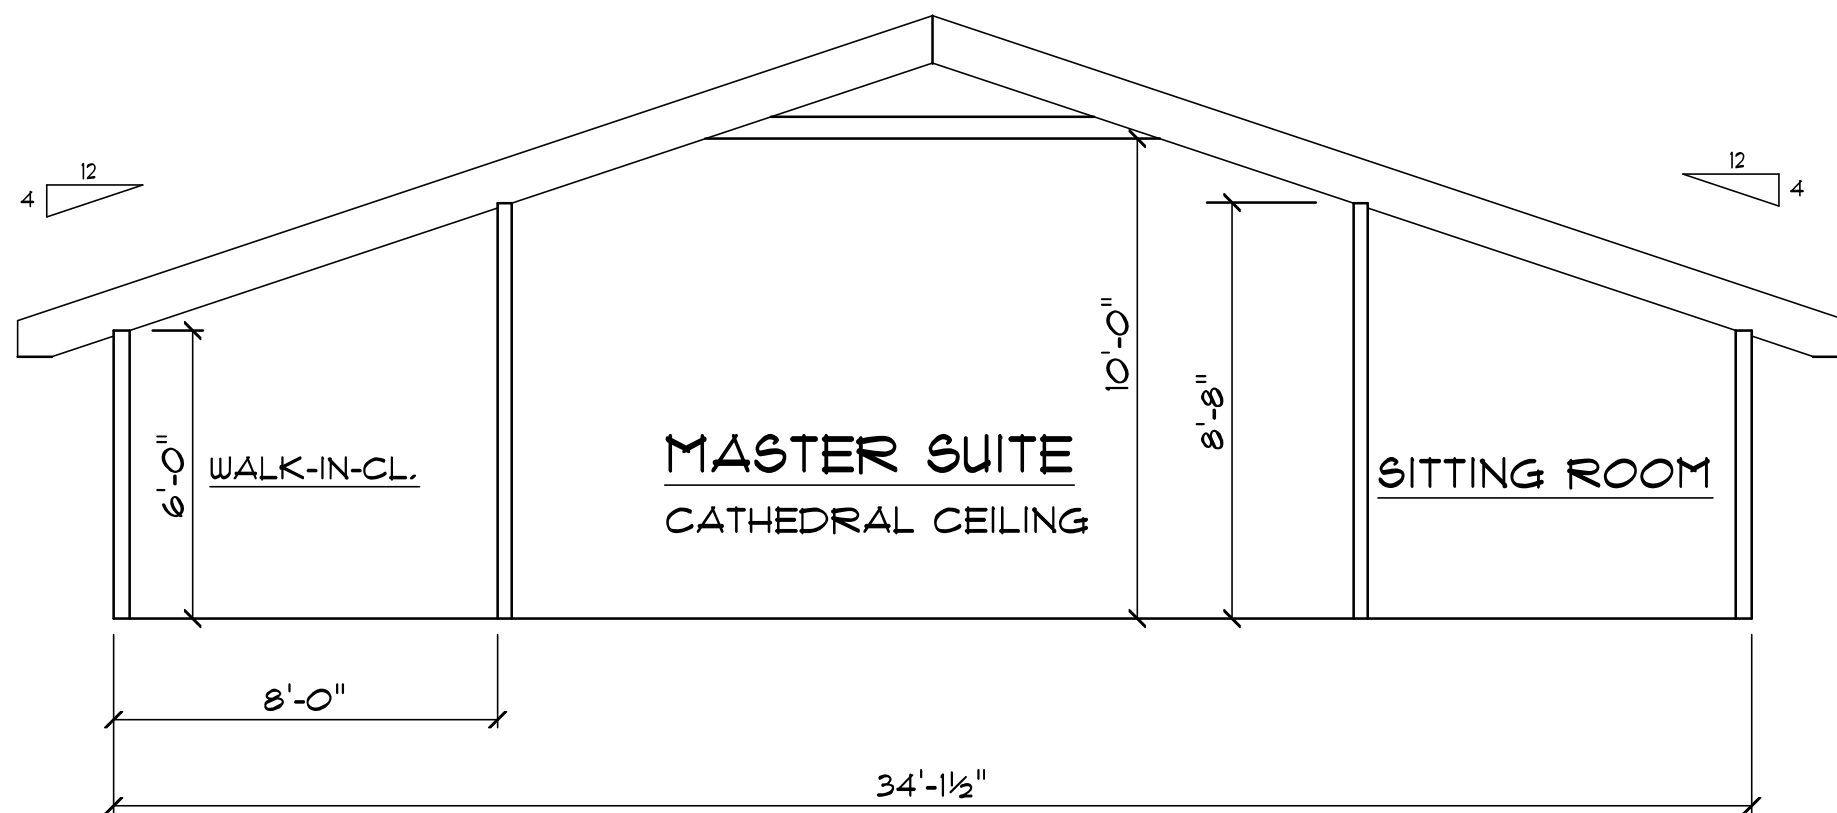 12
4
12
4
10'-0"
8'-8"
6'-0"
WALK-IN-CL.
MASTER SUITE
CATHEDRAL CEILING
SITTING ROOM
8'-0"
34'-1½"